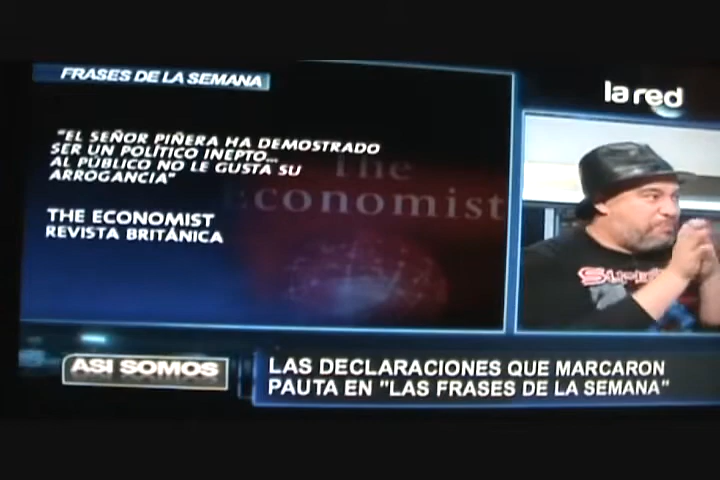 FRASES DE LA SEMANA
la red
"EL SEÑOR PIÑERA HA DEMOSTRADO
SER UN POLÍTICO INEPTO...
AL PÚBLICO NO LE GUSTA SU
ARROGANCIA"
The
Economist
THE ECONOMIST
REVISTA BRITÁNICA
ASI SOMOS
LAS DECLARACIONES QUE MARCARON
PAUTA EN "LAS FRASES DE LA SEMANA"